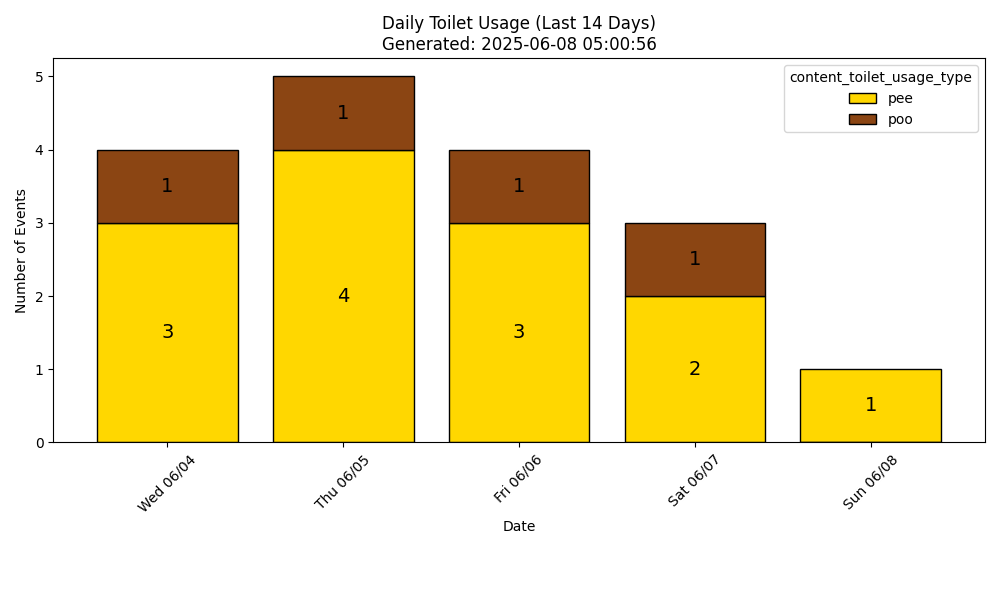 Daily Toilet Usage (Last 14 Days)
Generated: 2025-06-08 05:00:56
content_toilet_usage_type
pee
poo
Number of Events
5
4
3
2
1
0
1
1
1
1
3
4
3
2
1
Wed 06/04
Thu 06/05
Fri 06/06
Sat 06/07
Sun 06/08
Date